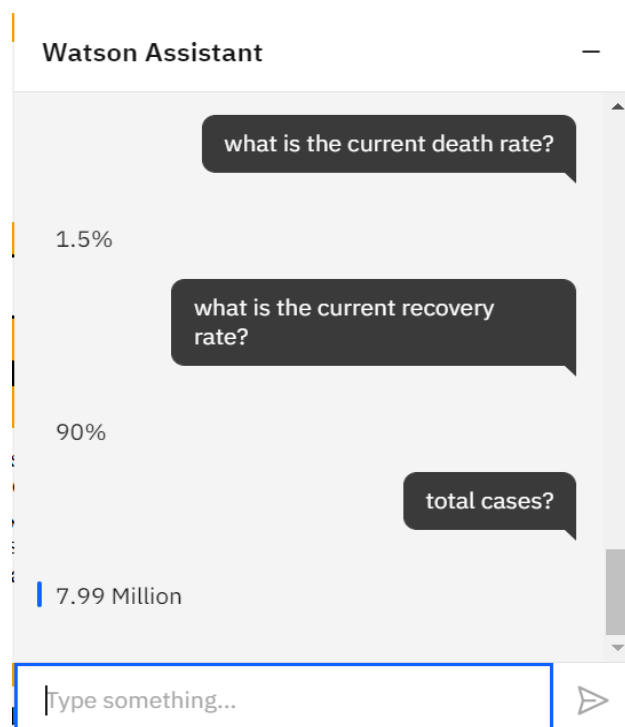 Watson Assistant
what is the current death rate?
1.5%
what is the current recovery
rate?
90%
total cases?
7.99 Million
Type something...